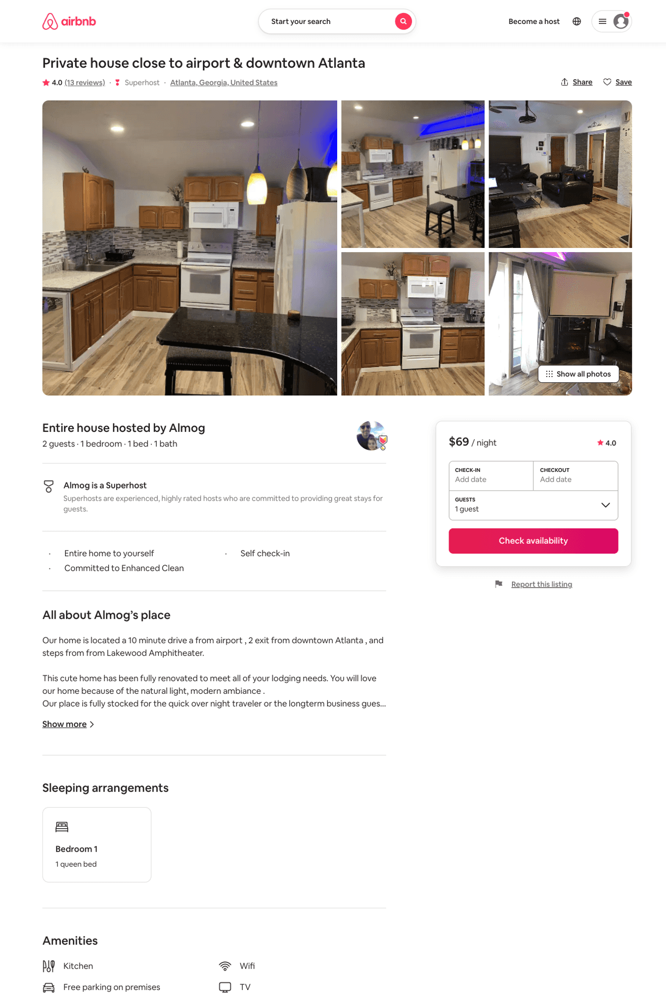 airbnb
Start your search
Become a host
Private house close to airport & downtown Atlanta
4.0 (13 reviews) · Superhost · Atlanta, Georgia, United States
Share Save
Show all photos
Entire house hosted by Almog
2 guests · 1 bedroom · 1 bed · 1 bath
$69 / night
4.0
CHECK-IN
Add date
CHECKOUT
Add date
GUESTS
1 guest
Check availability
Report this listing
Almog is a Superhost
Superhosts are experienced, highly rated hosts who are committed to providing great stays for
guests.
· Entire home to yourself
· Self check-in
· Committed to Enhanced Clean
All about Almog’s place
Our home is located a 10 minute drive a from airport , 2 exit from downtown Atlanta , and
steps from from Lakewood Amphitheater.
This cute home has been fully renovated to meet all of your lodging needs. You will love
our home because of the natural light, modern ambiance .
Our place is fully stocked for the quick over night traveler or the longterm business gues...
Show more
Sleeping arrangements
Bedroom 1
1 queen bed
Amenities
Kitchen
Wifi
Free parking on premises
TV